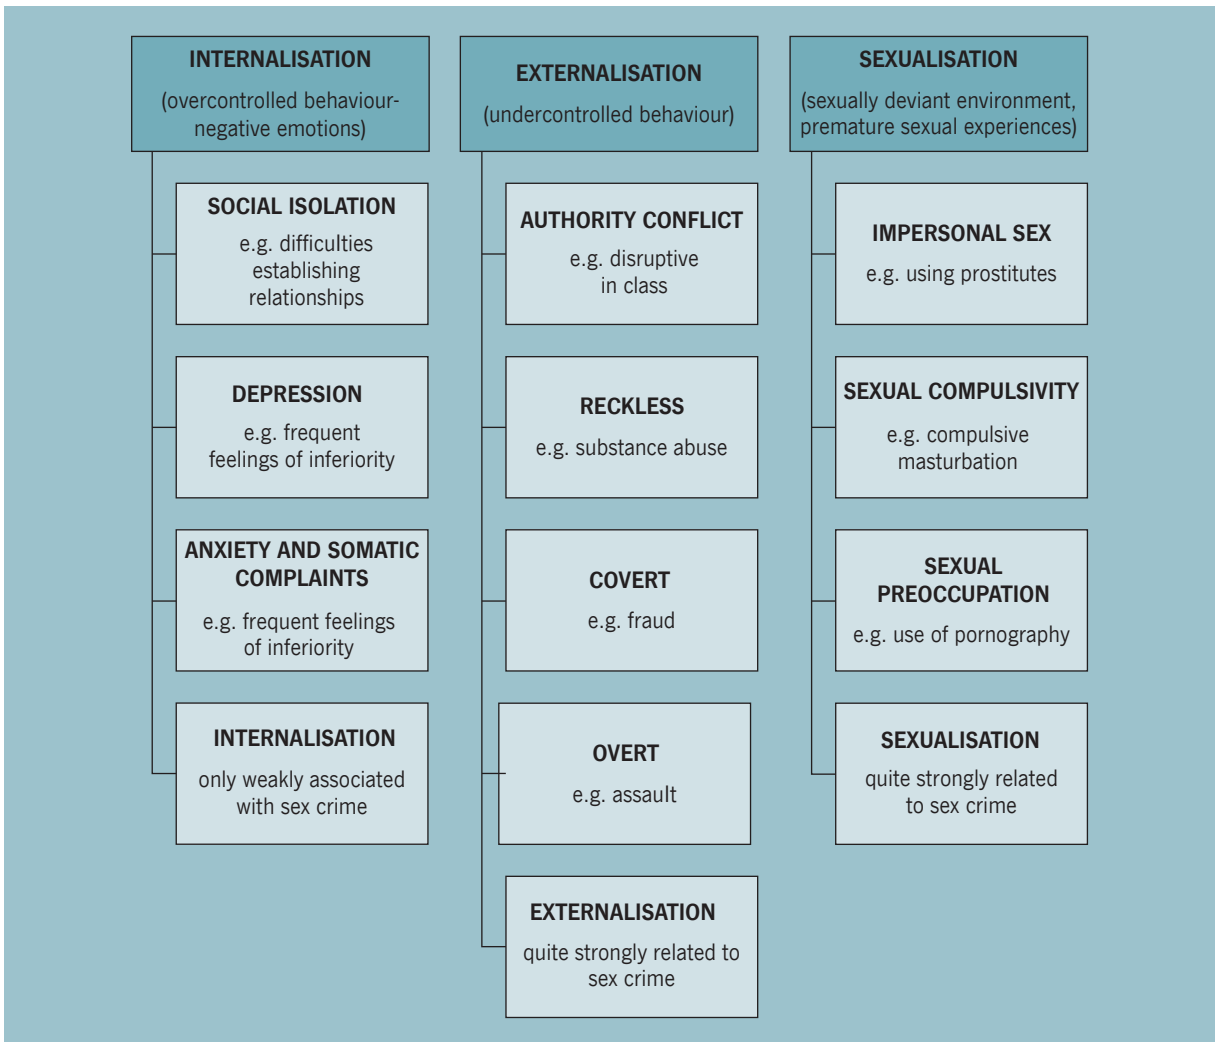 INTERNALISATION
(overcontrolled behaviour-
negative emotions)
SOCIAL ISOLATION
e.g. difficulties
establishing
relationships
DEPRESSION
e.g. frequent
feelings of inferiority
ANXIETY AND SOMATIC
COMPLAINTS
e.g. frequent feelings
of inferiority
INTERNALISATION
only weakly associated
with sex crime
EXTERNALISATION
(undercontrolled behaviour)
AUTHORITY CONFLICT
e.g. disruptive
in class
RECKLESS
e.g. substance abuse
COVERT
e.g. fraud
OVERT
e.g. assault
EXTERNALISATION
quite strongly related to
sex crime
SEXUALISATION
(sexually deviant environment,
premature sexual experiences)
IMPERSONAL SEX
e.g. using prostitutes
SEXUAL COMPULSIVITY
e.g. compulsive
masturbation
SEXUAL
PREOCCUPATION
e.g. use of pornography
SEXUALISATION
quite strongly related
to sex crime